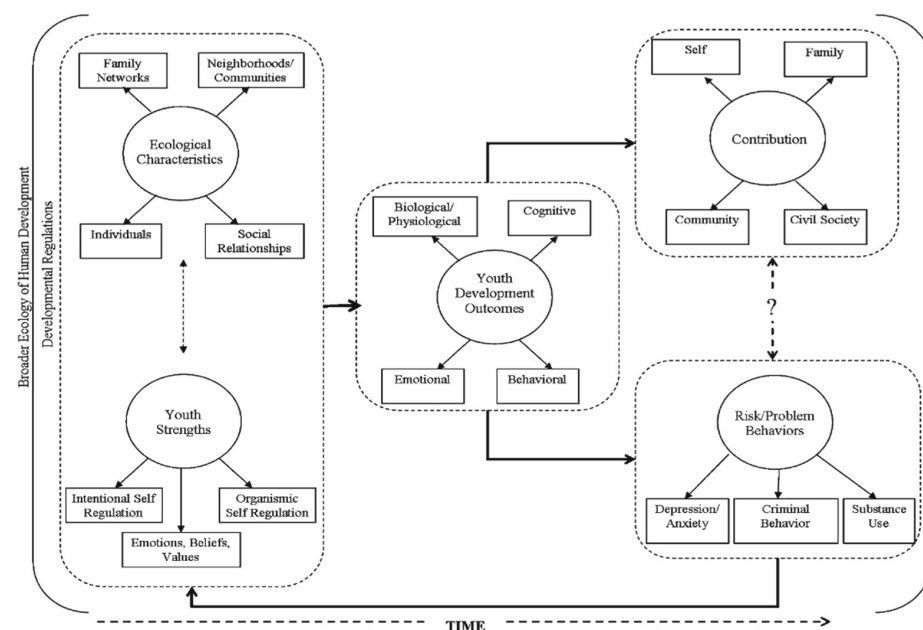 Broader Ecology of Human Development
Developmental Regulations
Family
Networks
Neighborhoods/
Communities
Ecological
Characteristics
Individuals
Social
Relationships
Youth
Strengths
Intentional Self
Regulation
Organismic
Self Regulation
Emotions, Beliefs,
Values
Biological/
Physiological
Cognitive
Youth
Development
Outcomes
Emotional
Behavioral
Self
Family
Contribution
Community
Civil Society
?
Risk/Problem
Behaviors
Depression/
Anxiety
Criminal
Behavior
Substance
Use
TIME